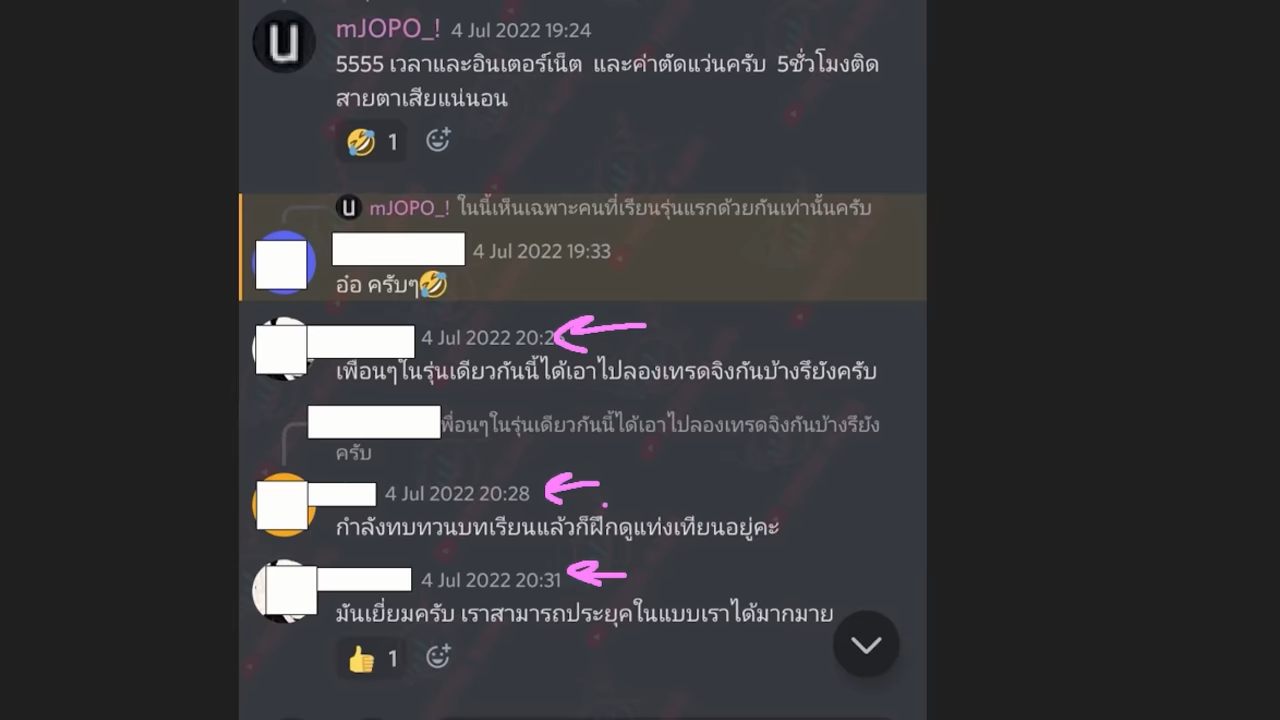 mJOPO_! 4 Jul 2022 19:24
5555 เวลาและอินเตอร์เน็ต และค่าตัดแว่นครับ 5ชั่วโมงติด
สายตาเสียแน่นอน
🤣 1
U mJOPO_! ในนี้เห็นเฉพาะคนที่เรียนรุ่นแรกด้วยกันเท่านั้นครับ
4 Jul 2022 19:33
อ๋อ ครับๆ🤣
4 Jul 2022
เพื่อนๆในรุ่นเดียวกันนี้ได้เอาไปลองเทรดจิงกันบ้างรึยังครับ
พื่อนๆในรุ่นเดียวกันนี้ได้เอาไปลองเทรดจิงกันบ้างรึยัง
ครับ
4 Jul 2022 20:28
กำลังทบทวนบทเรียนแล้วก็ฝึกดูแท่งเทียนอยู่คะ
4 Jul 2022 20:31
มันเยี่ยมครับ เราสามารถประยุคในแบบเราได้มากมาย
👍 1